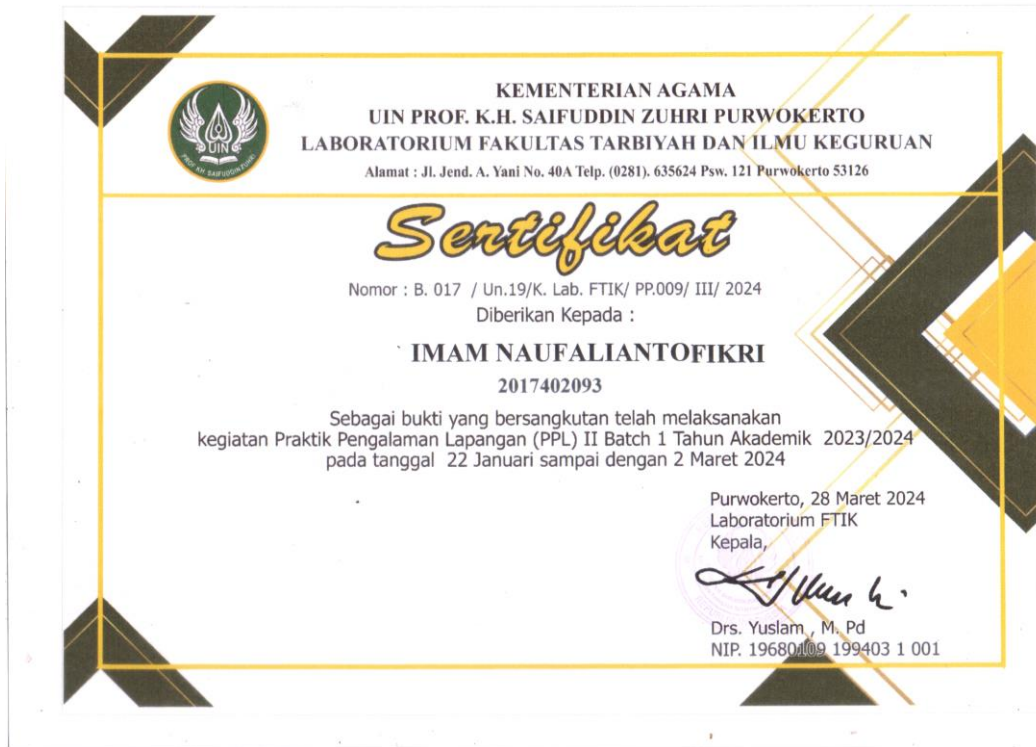 KEMENTERIAN AGAMA
UIN PROF. K.H. SAIFUDDIN ZUHRI PURWOKERTO
LABORATORIUM FAKULTAS TARBIYAH DAN ILMU KEGURUAN
Alamat : Jl. Jend. A. Yani No. 40A Telp. (0281). 635624 Psw. 121 Purwokerto 53126
UIN
PROF. K.H. SAIFUDDIN ZUHRI
Sertifikat
Nomor : B. 017 / Un.19/K. Lab. FTIK/ PP.009/ III/ 2024
Diberikan Kepada :
IMAM NAUFALIANTOFIKRI
2017402093
Sebagai bukti yang bersangkutan telah melaksanakan
kegiatan Praktik Pengalaman Lapangan (PPL) II Batch 1 Tahun Akademik 2023/2024
pada tanggal 22 Januari sampai dengan 2 Maret 2024
Purwokerto, 28 Maret 2024
Laboratorium FTIK
Kepala,
Drs. Yuslam , M. Pd
NIP. 19680109 199403 1 001